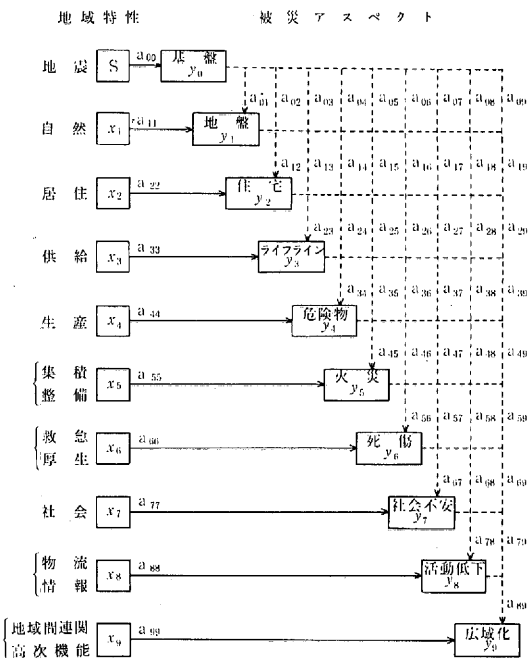 地域特性 被災アスペクト
地震 S a00 基盤 y0
a01 a02 a03 a04 a05 a06 a07 a08 a09
自然 x1 a11 地盤 y1
a12 a13 a14 a15 a16 a17 a18 a19
居住 x2 a22 住宅 y2
a23 a24 a25 a26 a27 a28 a29
供給 x3 a33 ライフライン y3
a34 a35 a36 a37 a38 a39
生産 x4 a44 危険物 y4
a45 a46 a47 a48 a49
集積 整備 x5 a55 火災 y5
a56 a57 a58 a59
救急 厚生 x6 a66 死傷 y6
a67 a68 a69
社会 x7 a77 社会不安 y7
a78 a79
物流 情報 x8 a88 活動低下 y8
a89
地域間連関 高次機能 x9 a99 広域化 y9